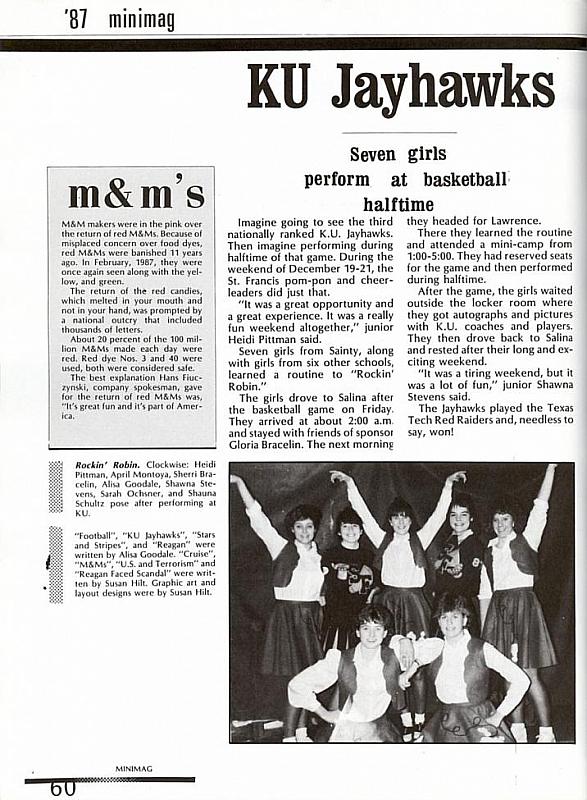 '87 minimag
KU Jayhawks
Seven girls
perform at basketball
halftime
m&m's
M&M makers were in the pink over
the return of red M&Ms. Because of
misplaced concern over food dyes,
red M&Ms were banished 11 years
ago. In February, 1987, they were
once again seen along with the yel-
low, and green.
The return of the red candies,
which melted in your mouth and
not in your hand, was prompted by
a national outcry that included
thousands of letters.
About 20 percent of the 100 mil-
lion M&Ms made each day were
red. Red dye Nos. 3 and 40 were
used, both were considered safe.
The best explanation Hans Fiuc-
zynski, company spokesman, gave
for the return of red M&Ms was,
"It's great fun and it's part of Amer-
ica.
Imagine going to see the third
nationally ranked K.U. Jayhawks.
Then imagine performing during
halftime of that game. During the
weekend of December 19-21, the
St. Francis pom-pon and cheer-
leaders did just that.
"It was a great opportunity and
a great experience. It was a really
fun weekend altogether," junior
Heidi Pittman said.
Seven girls from Sainty, along
with girls from six other schools,
learned a routine to "Rockin'
Robin."
The girls drove to Salina after
the basketball game on Friday.
They arrived at about 2:00 a.m.
and stayed with friends of sponsor
Gloria Bracelin. The next morning
they headed for Lawrence.
There they learned the routine
and attended a mini-camp from
1:00-5:00. They had reserved seats
for the game and then performed
during halftime.
After the game, the girls waited
outside the locker room where
they got autographs and pictures
with K.U. coaches and players.
They then drove back to Salina
and rested after their long and ex-
citing weekend.
"It was a tiring weekend, but it
was a lot of fun," junior Shawna
Stevens said.
The Jayhawks played the Texas
Tech Red Raiders and, needless to
say, won!
Rockin' Robin. Clockwise: Heidi
Pittman, April Montoya, Sherri Bra-
celin, Alisa Goodale, Shawna Ste-
vens, Sarah Ochsner, and Shauna
Schultz pose after performing at
KU.
"Football", "KU Jayhawks", "Stars
and Stripes", and "Reagan" were
written by Alisa Goodale. "Cruise",
"M&Ms", "U.S. and Terrorism" and
"Reagan Faced Scandal" were writ-
ten by Susan Hilt. Graphic art and
layout designs were by Susan Hilt.
MINIMAG
60